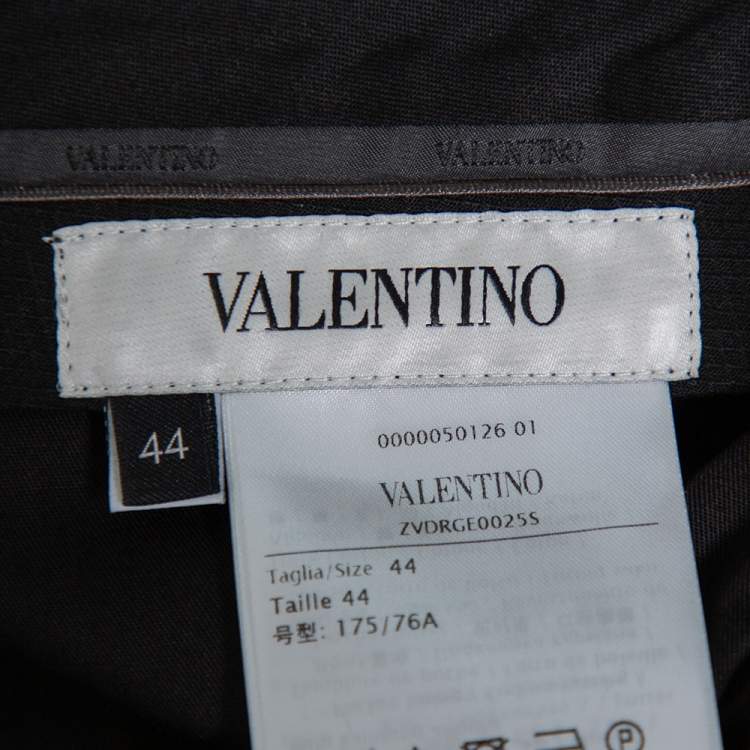 VALENTINO VALENTINO
VALENTINO
44
0000050126 01
VALENTINO
ZVDRGE0025S
Taglia/Size 44
Taille 44
号型: 175/76A
P